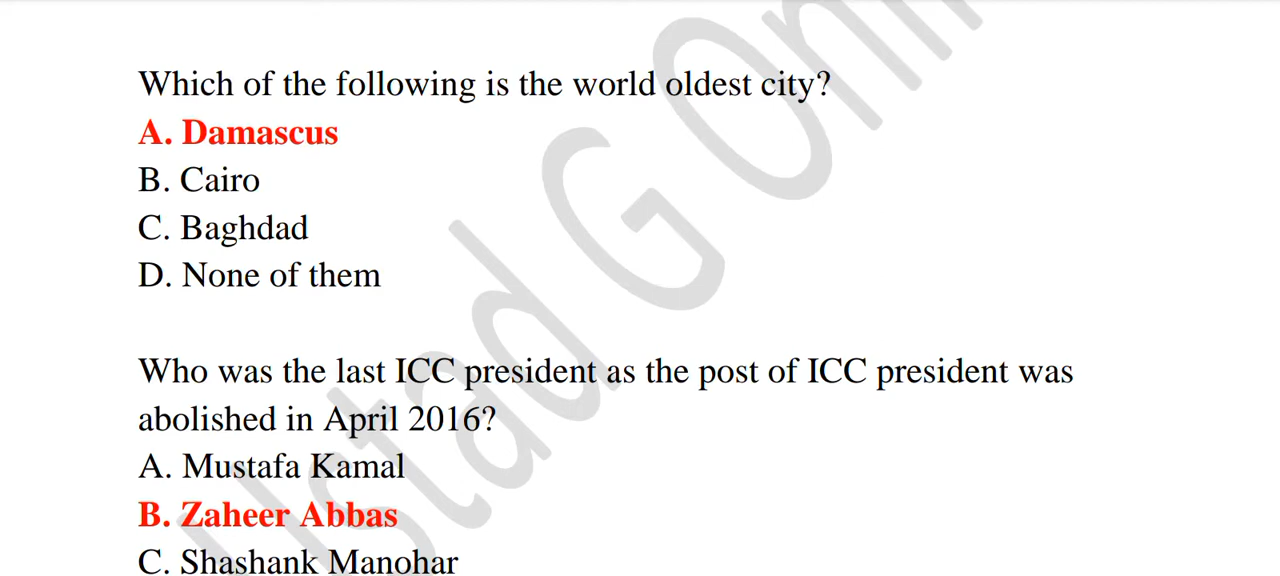 Which of the following is the world oldest city?
A. Damascus
B. Cairo
C. Baghdad
D. None of them
Who was the last ICC president as the post of ICC president was
abolished in April 2016?
A. Mustafa Kamal
B. Zaheer Abbas
C. Shashank Manohar
Ustad G Onli